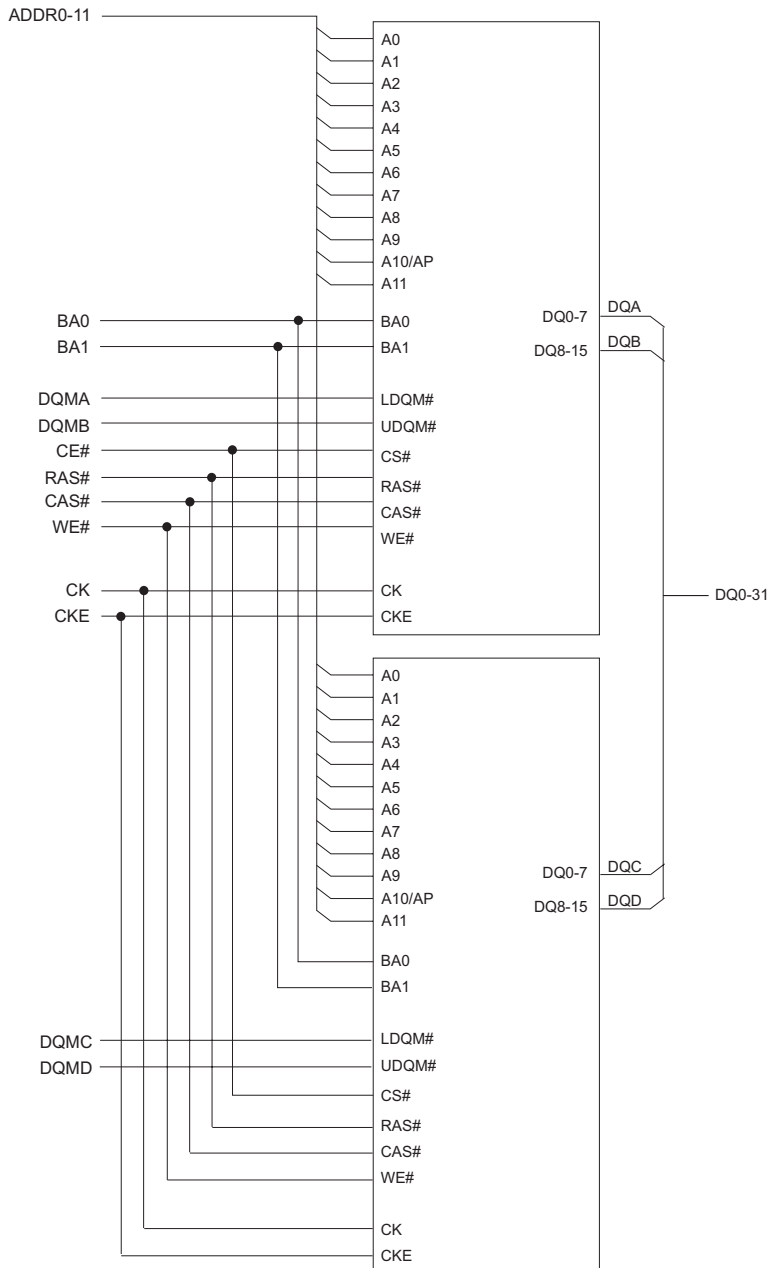 ADDR0-11
A0
A1
A2
A3
A4
A5
A6
A7
A8
A9
A10/AP
A11
BA0 BA0 DQ0-7 DQA
BA1 BA1 DQ8-15 DQB
DQMA LDQM#
DQMB UDQM#
CE# CS#
RAS# RAS#
CAS# CAS#
WE# WE#
CK CK DQ0-31
CKE CKE
A0
A1
A2
A3
A4
A5
A6
A7
A8
A9 DQ0-7 DQC
A10/AP DQ8-15 DQD
A11
BA0
BA1
DQMC LDQM#
DQMD UDQM#
CS#
RAS#
CAS#
WE#
CK
CKE